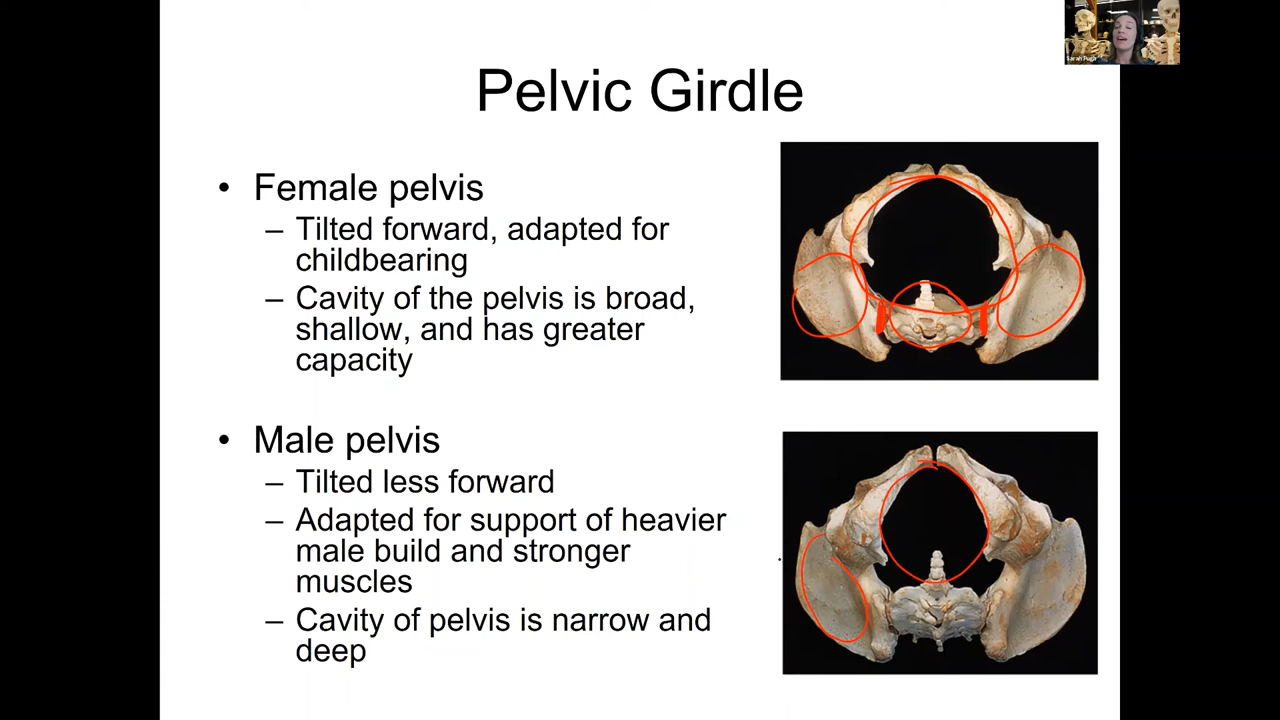 Pelvic Girdle
• Female pelvis
– Tilted forward, adapted for
childbearing
– Cavity of the pelvis is broad,
shallow, and has greater
capacity
• Male pelvis
– Tilted less forward
– Adapted for support of heavier
male build and stronger
muscles
– Cavity of pelvis is narrow and
deep
Sarah Pugh